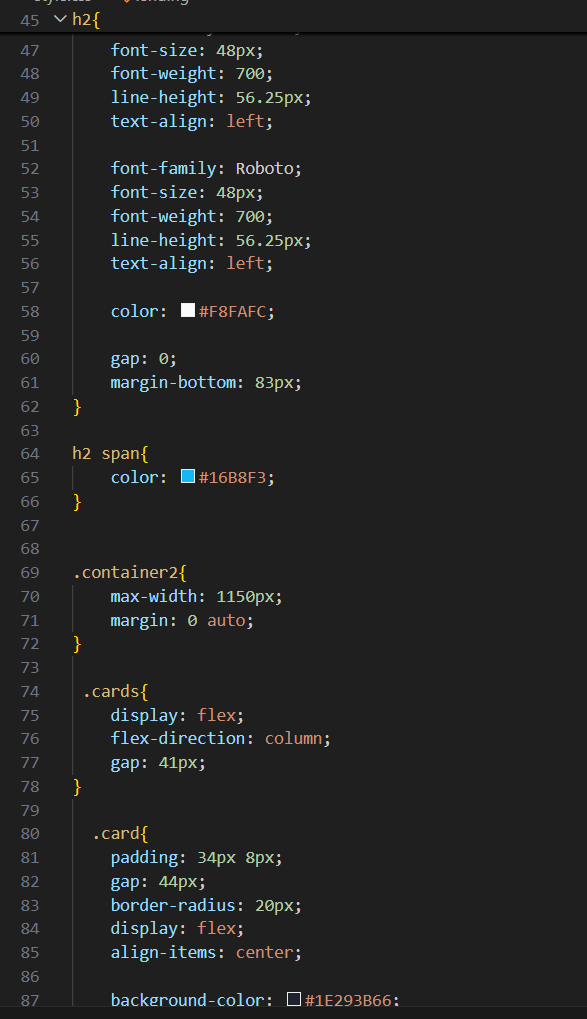 45 h2{
47 font-size: 48px;
48 font-weight: 700;
49 line-height: 56.25px;
50 text-align: left;
51
52 font-family: Roboto;
53 font-size: 48px;
54 font-weight: 700;
55 line-height: 56.25px;
56 text-align: left;
57
58 color: #F8FAFC;
59
60 gap: 0;
61 margin-bottom: 83px;
62 }
63
64 h2 span{
65 color: #16B8F3;
66 }
67
68
69 .container2{
70 max-width: 1150px;
71 margin: 0 auto;
72 }
73
74 .cards{
75 display: flex;
76 flex-direction: column;
77 gap: 41px;
78 }
79
80 .card{
81 padding: 34px 8px;
82 gap: 44px;
83 border-radius: 20px;
84 display: flex;
85 align-items: center;
86
87 background-color: #1E293B66;